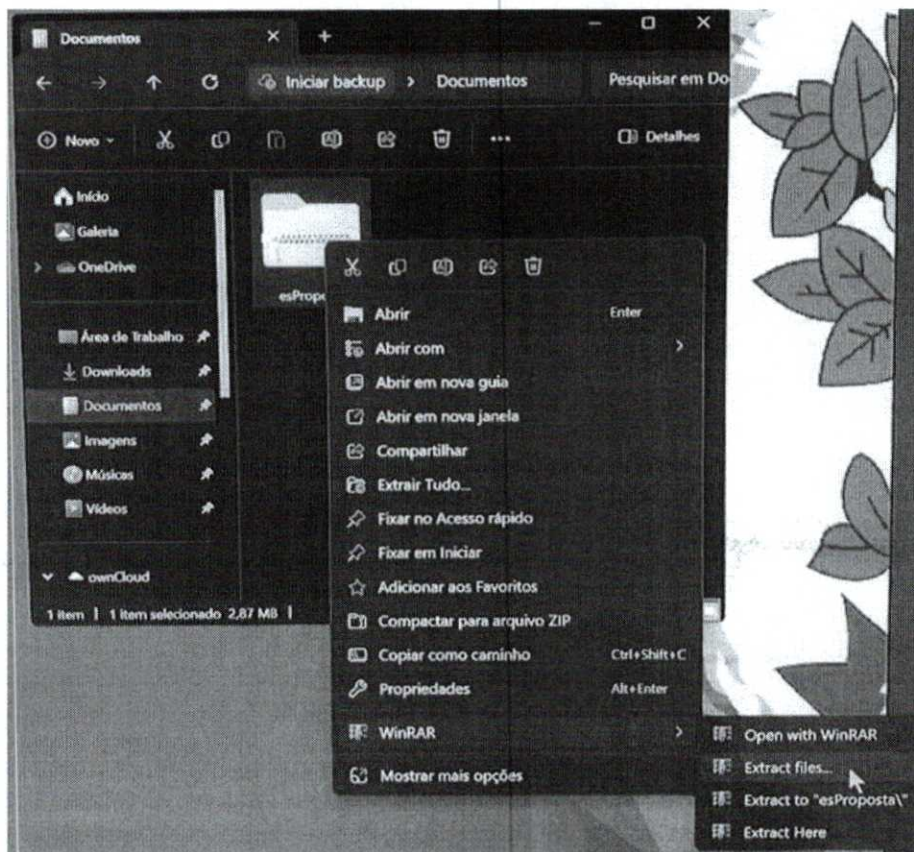 Documentos
Iniciar backup > Documentos
Pesquisar em Do
Novo
Detalhes
Início
Galeria
OneDrive
Área de Trabalho
Downloads
Documentos
Imagens
Músicas
Vídeos
ownCloud
1 item | 1 item selecionado 2,87 MB |
esPropo
Abrir Enter
Abrir com
Abrir em nova guia
Abrir em nova janela
Compartilhar
Extrair Tudo...
Fixar no Acesso rápido
Fixar em Iniciar
Adicionar aos Favoritos
Compactar para arquivo ZIP
Copiar como caminho Ctrl+Shift+C
Propriedades Alt+Enter
WinRAR
Mostrar mais opções
Open with WinRAR
Extract files...
Extract to "esProposta\"
Extract Here